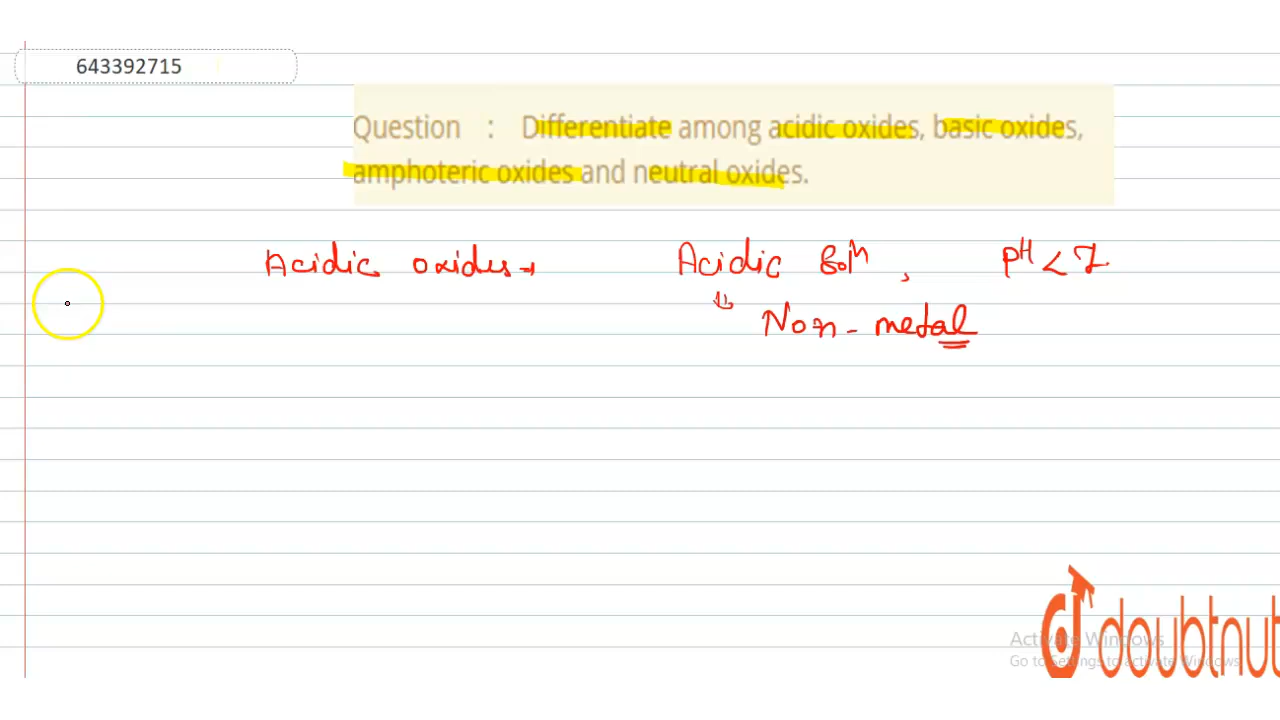 643392715
Question : Differentiate among acidic oxides, basic oxides,
amphoteric oxides and neutral oxides.
Acidic oxides → Acidic Soln, pH < 7
⇓ Non-metal
Activate Windows
Go to Settings to activate Windows.
doubtnut